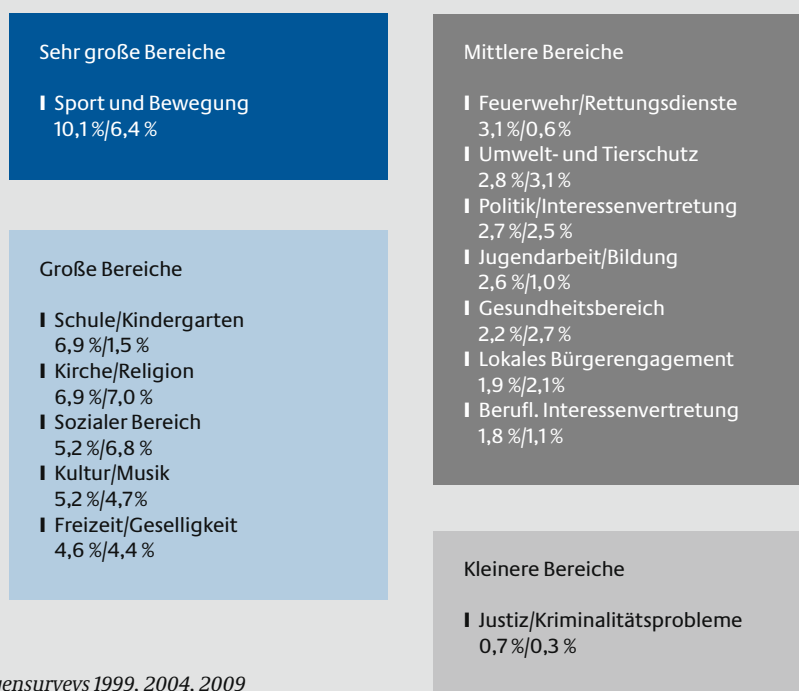 Sehr große Bereiche
I Sport und Bewegung
10,1 %/6,4 %
Große Bereiche
I Schule/Kindergarten
6,9 %/1,5 %
I Kirche/Religion
6,9 %/7,0 %
I Sozialer Bereich
5,2 %/6,8 %
I Kultur/Musik
5,2 %/4,7%
I Freizeit/Geselligkeit
4,6 %/4,4 %
Mittlere Bereiche
I Feuerwehr/Rettungsdienste
3,1 %/0,6 %
I Umwelt- und Tierschutz
2,8 %/3,1 %
I Politik/Interessenvertretung
2,7 %/2,5 %
I Jugendarbeit/Bildung
2,6 %/1,0 %
I Gesundheitsbereich
2,2 %/2,7 %
I Lokales Bürgerengagement
1,9 %/2,1%
I Berufl. Interessenvertretung
1,8 %/1,1 %
Kleinere Bereiche
I Justiz/Kriminalitätsprobleme
0,7 %/0,3 %
gensurveys 1999, 2004, 2009